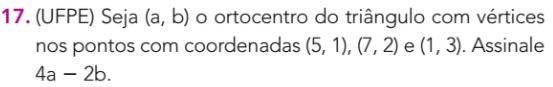 17. (UFPE) Seja (a, b) o ortocentro do triângulo com vértices
nos pontos com coordenadas (5, 1), (7, 2) e (1, 3). Assinale
4a − 2b.